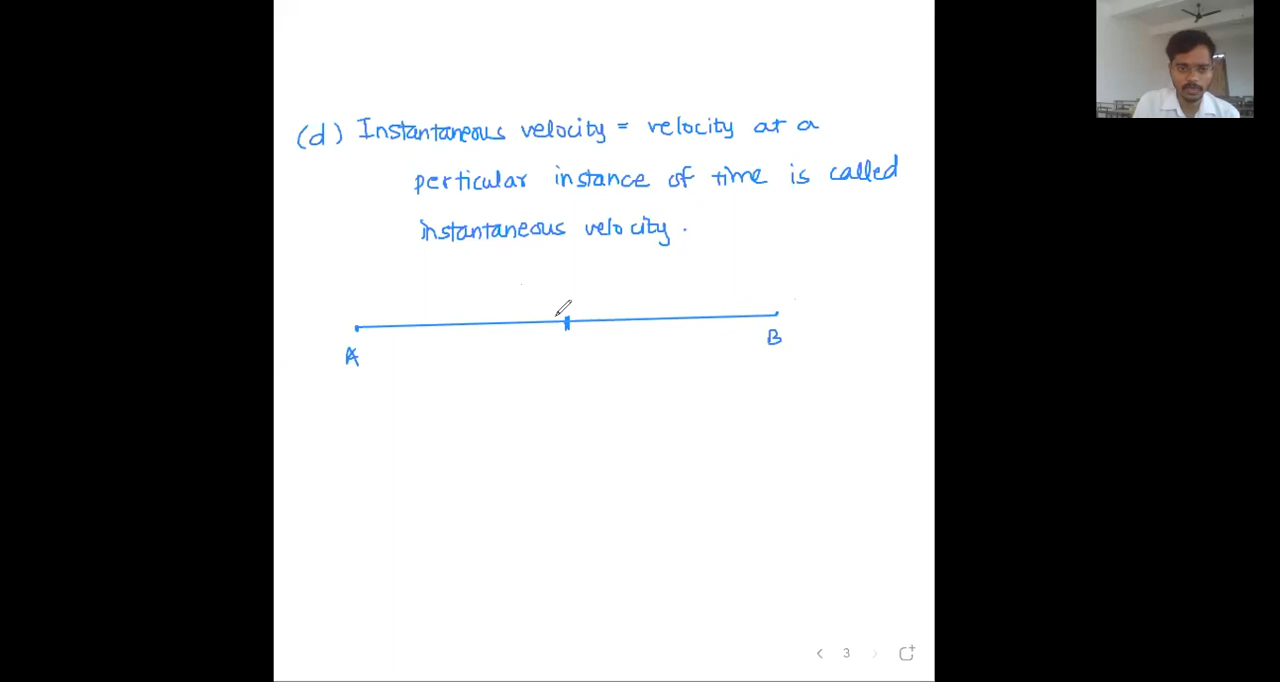 (d) Instantaneous velocity = velocity at a
perticular instance of time is called
instantaneous velocity.
A
B
< 3 >